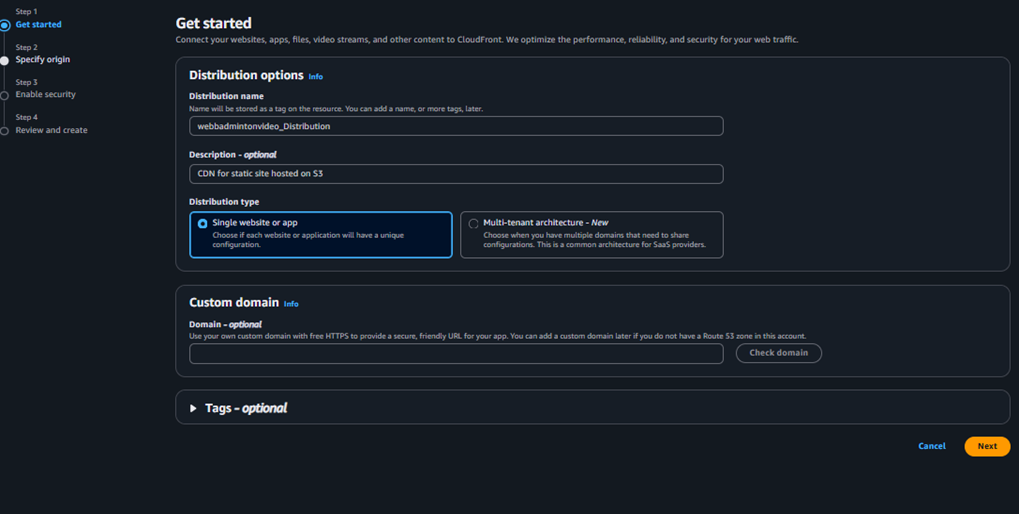 Step 1
Get started
Step 2
Specify origin
Step 3
Enable security
Step 4
Review and create
Get started
Connect your websites, apps, files, video streams, and other content to CloudFront. We optimize the performance, reliability, and security for your web traffic.
Distribution options Info
Distribution name
Name will be stored as a tag on the resource. You can add a name, or more tags, later.
webbadmintonvideo_Distribution
Description - optional
CDN for static site hosted on S3
Distribution type
Single website or app
Choose if each website or application will have a unique
configuration.
Multi-tenant architecture - New
Choose when you have multiple domains that need to share
configurations. This is a common architecture for SaaS providers.
Custom domain Info
Domain - optional
Use your own custom domain with free HTTPS to provide a secure, friendly URL for your app. You can add a custom domain later if you do not have a Route 53 zone in this account.
Check domain
Tags - optional
Cancel
Next